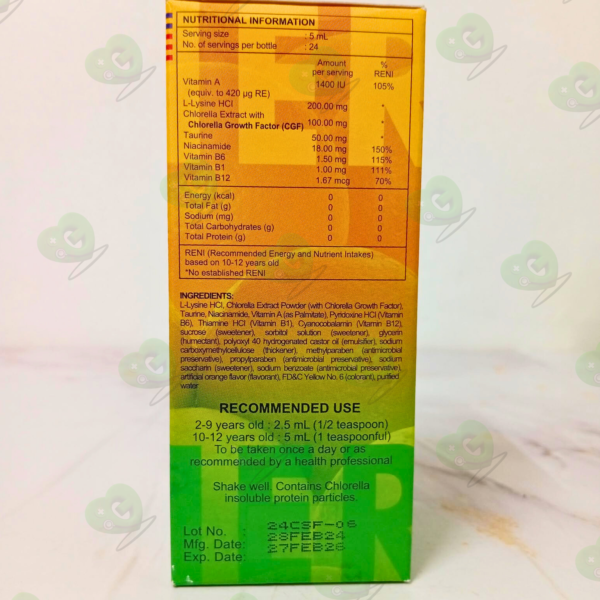 NUTRITIONAL INFORMATION
Serving size : 5 mL
No. of servings per bottle : 24
Amount per serving % RENI
Vitamin A 1400 IU 105%
(equiv. to 420 µg RE)
L-Lysine HCl 200.00 mg *
Chlorella Extract with
Chlorella Growth Factor (CGF) 100.00 mg *
Taurine 50.00 mg *
Niacinamide 18.00 mg 150%
Vitamin B6 1.50 mg 115%
Vitamin B1 1.00 mg 111%
Vitamin B12 1.67 mcg 70%
Energy (kcal) 0 0
Total Fat (g) 0 0
Sodium (mg) 0 0
Total Carbohydrates (g) 0 0
Total Protein (g) 0 0
RENI (Recommended Energy and Nutrient Intakes)
based on 10-12 years old
*No established RENI
INGREDIENTS:
L-Lysine HCl, Chlorella Extract Powder (with Chlorella Growth Factor),
Taurine, Niacinamide, Vitamin A (as Palmitate), Pyridoxine HCl (Vitamin
B6), Thiamine HCl (Vitamin B1), Cyanocobalamin (Vitamin B12),
sucrose (sweetener), sorbitol solution (sweetener), glycerin
(humectant), polyoxyl 40 hydrogenated castor oil (emulsifier), sodium
carboxymethylcellulose (thickener), methylparaben (antimicrobial
preservative), propylparaben (antimicrobial preservative), sodium
saccharin (sweetener), sodium benzoate (antimicrobial preservative),
artificial orange flavor (flavorant), FD&C Yellow No. 6 (colorant), purified
water
RECOMMENDED USE
2-9 years old : 2.5 mL (1/2 teaspoon)
10-12 years old : 5 mL (1 teaspoonful)
To be taken once a day or as
recommended by a health professional
Shake well. Contains Chlorella
insoluble protein particles.
Lot No. : 24CSF-06
Mfg. Date: 28FEB24
Exp. Date: 27FEB26